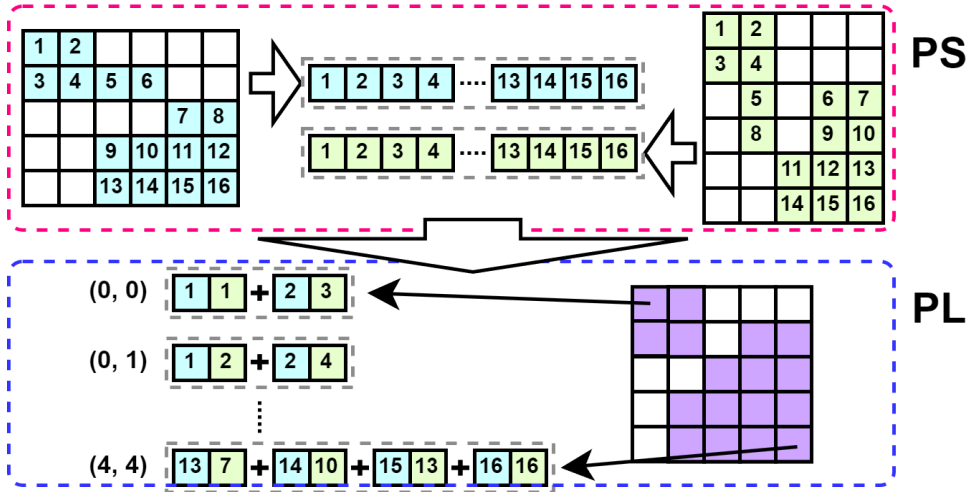 1 2
3 4 5 6
7 8
9 10 11 12
13 14 15 16
1 2 3 4 ···· 13 14 15 16
1 2 3 4 ···· 13 14 15 16
1 2
3 4
5 6 7
8 9 10
11 12 13
14 15 16
PS
(0, 0) 1 1 + 2 3
(0, 1) 1 2 + 2 4
(4, 4) 13 7 + 14 10 + 15 13 + 16 16
PL